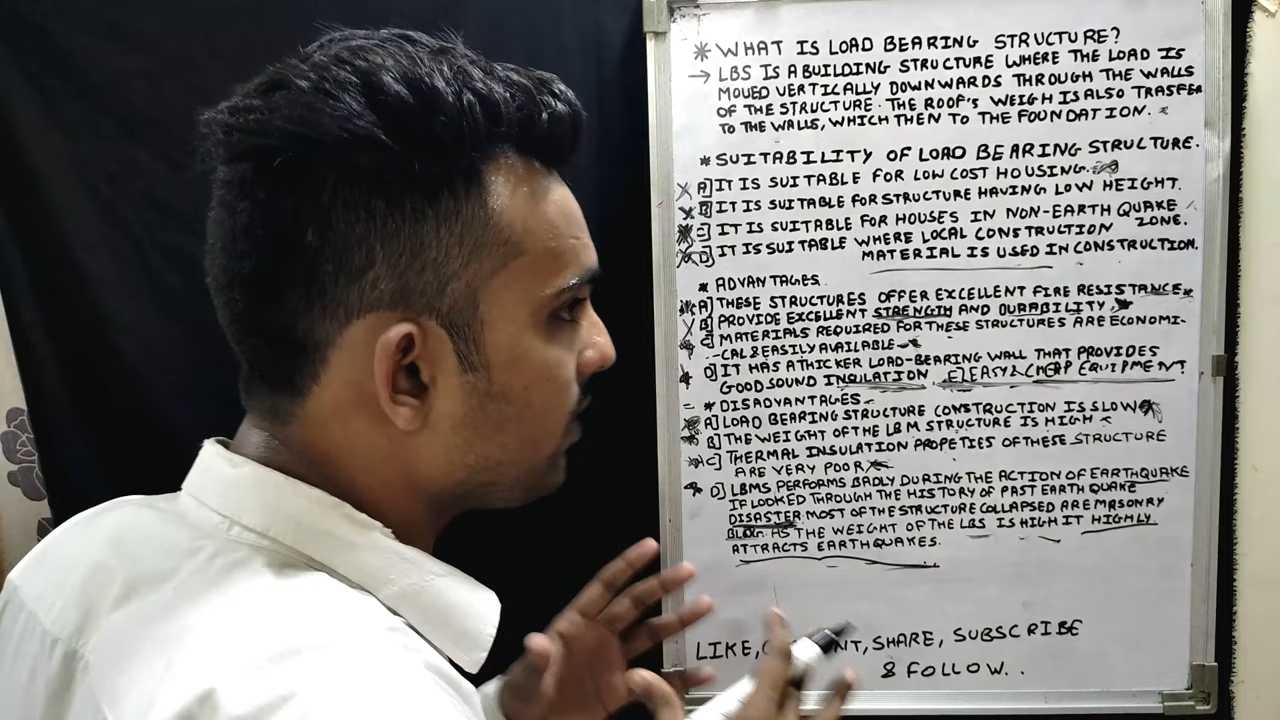 * WHAT IS LOAD BEARING STRUCTURE?
→ LBS IS A BUILDING STRUCTURE WHERE THE LOAD IS
MOVED VERTICALLY DOWNWARDS THROUGH THE WALLS
OF THE STRUCTURE. THE ROOF'S WEIGH IS ALSO TRASFER
TO THE WALLS, WHICH THEN TO THE FOUNDATION.
* SUITABILITY OF LOAD BEARING STRUCTURE.
A] IT IS SUITABLE FOR LOW COST HOUSING.
B] IT IS SUITABLE FOR STRUCTURE HAVING LOW HEIGHT.
C] IT IS SUITABLE FOR HOUSES IN NON-EARTH QUAKE ZONE.
D] IT IS SUITABLE WHERE LOCAL CONSTRUCTION
MATERIAL IS USED IN CONSTRUCTION.
* ADVANTAGES.
A] THESE STRUCTURES OFFER EXCELLENT FIRE RESISTANCE.
B] PROVIDE EXCELLENT STRENGTH AND DURABILITY.
C] MATERIALS REQUIRED FOR THESE STRUCTURES ARE ECONOMI-
-CAL & EASILY AVAILABLE
D] IT HAS A THICKER LOAD-BEARING WALL THAT PROVIDES
GOOD SOUND INSULATION E] EASY & CHEAP EQUIPMENT
* DISADVANTAGES
A] LOAD BEARING STRUCTURE CONSTRUCTION IS SLOW
B] THE WEIGHT OF THE LBM STRUCTURE IS HIGH
C] THERMAL INSULATION PROPETIES OF THESE STRUCTURE
ARE VERY POOR
D] LBMS PERFORMS BADLY DURING THE ACTION OF EARTHQUAKE
IF LOOKED THROUGH THE HISTORY OF PAST EARTHQUAKE
DISASTER MOST OF THE STRUCTURE COLLAPSED ARE MASONRY
BLDG. AS THE WEIGHT OF THE LBS IS HIGH IT HIGHLY
ATTRACTS EARTHQUAKES.
LIKE, SHARE, SUBSCRIBE
& FOLLOW..